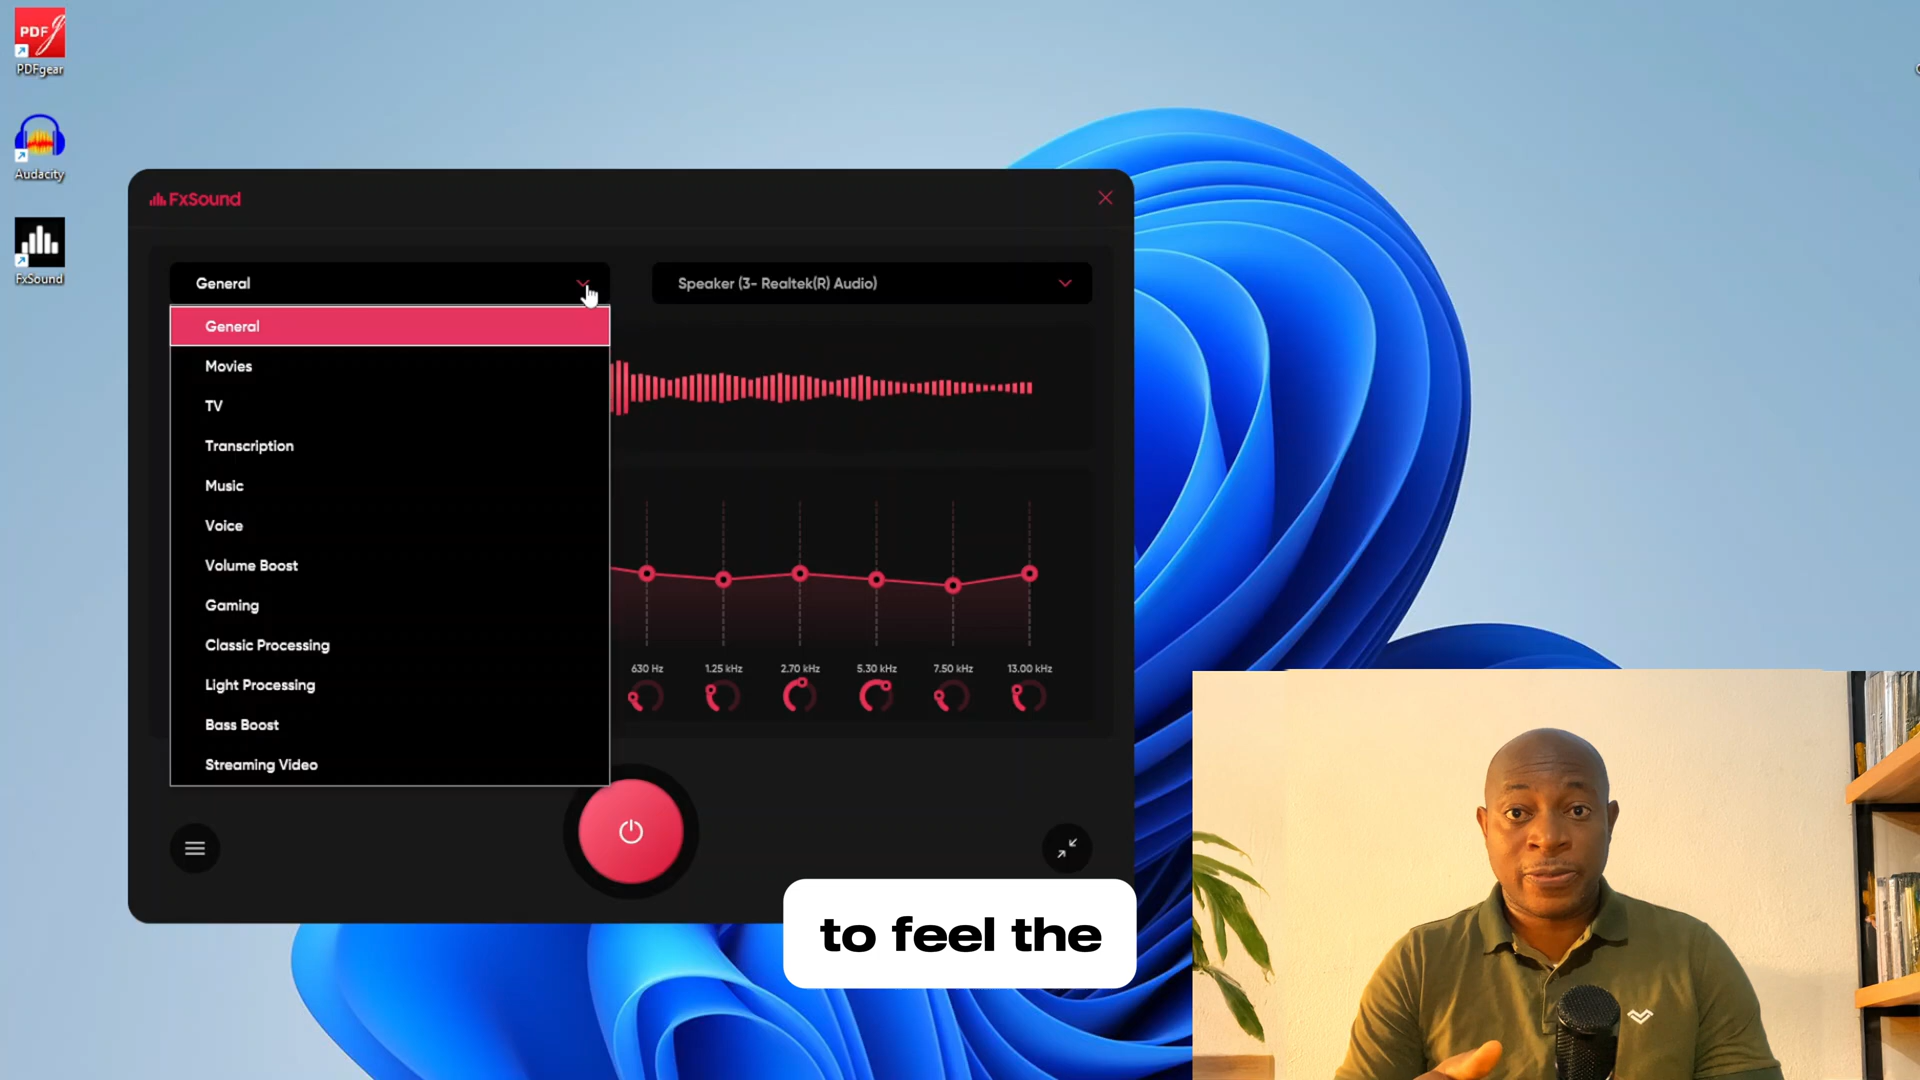 PDF
PDFgear
Audacity
FxSound
FxSound
General
Speaker (3- Realtek(R) Audio)
General
Movies
TV
Transcription
Music
Voice
Volume Boost
Gaming
Classic Processing
Light Processing
Bass Boost
Streaming Video
630 Hz
1.25 kHz
2.70 kHz
5.30 kHz
7.50 kHz
13.00 kHz
to feel the